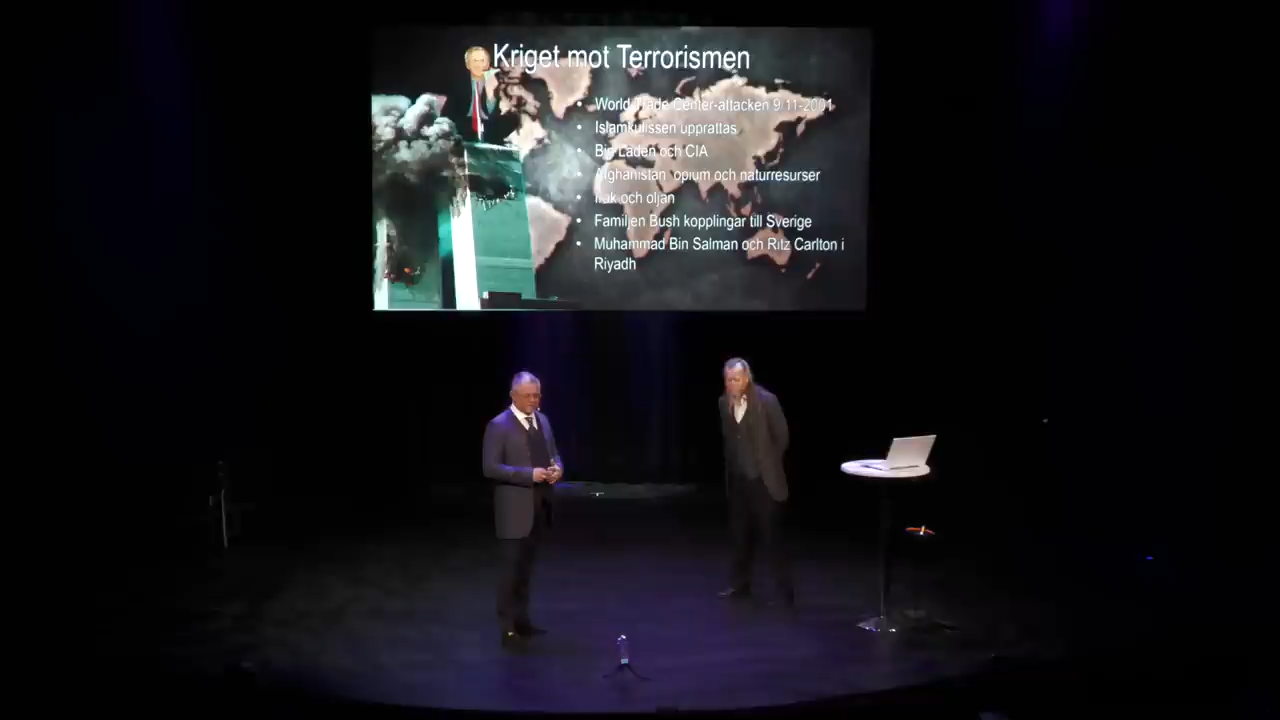 Kriget mot Terrorismen
• World Trade Center-attacken 9/11-2001
• Islamkulissen upprättas
• Bin Laden och CIA
• Afghanistan opium och naturresurser
• Irak och oljan
• Familjen Bush kopplingar till Sverige
• Muhammad Bin Salman och Ritz Carlton i
Riyadh